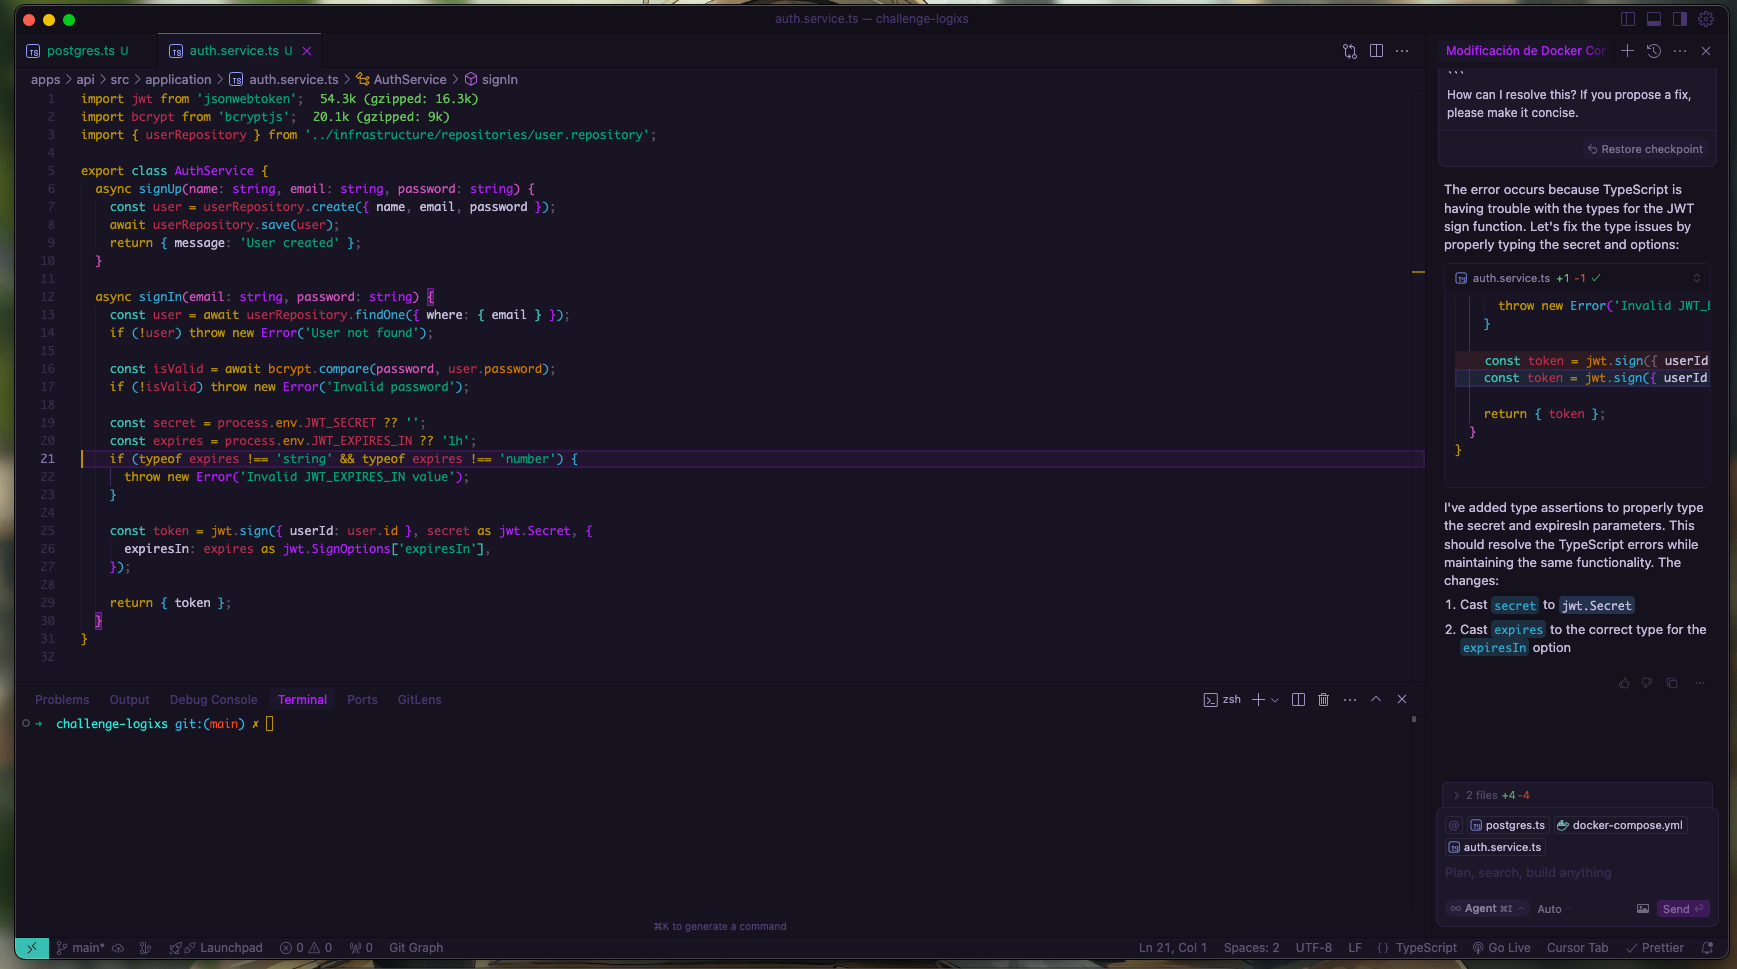 auth.service.ts — challenge-logixs
postgres.ts U
auth.service.ts U
apps > api > src > application > auth.service.ts > AuthService > signIn
1 import jwt from 'jsonwebtoken'; 54.3k (gzipped: 16.3k)
2 import bcrypt from 'bcryptjs'; 20.1k (gzipped: 9k)
3 import { userRepository } from '../infrastructure/repositories/user.repository';
4
5 export class AuthService {
6 async signUp(name: string, email: string, password: string) {
7 const user = userRepository.create({ name, email, password });
8 await userRepository.save(user);
9 return { message: 'User created' };
10 }
11
12 async signIn(email: string, password: string) {
13 const user = await userRepository.findOne({ where: { email } });
14 if (!user) throw new Error('User not found');
15
16 const isValid = await bcrypt.compare(password, user.password);
17 if (!isValid) throw new Error('Invalid password');
18
19 const secret = process.env.JWT_SECRET ?? '';
20 const expires = process.env.JWT_EXPIRES_IN ?? '1h';
21 if (typeof expires !== 'string' && typeof expires !== 'number') {
22 throw new Error('Invalid JWT_EXPIRES_IN value');
23 }
24
25 const token = jwt.sign({ userId: user.id }, secret as jwt.Secret, {
26 expiresIn: expires as jwt.SignOptions['expiresIn'],
27 });
28
29 return { token };
30 }
31 }
32
Problems Output Debug Console Terminal Ports GitLens
zsh
challenge-logixs git:(main) ✗
⌘K to generate a command
Modificación de Docker Cor
```
How can I resolve this? If you propose a fix,
please make it concise.
Restore checkpoint
The error occurs because TypeScript is
having trouble with the types for the JWT
sign function. Let's fix the type issues by
properly typing the secret and options:
auth.service.ts +1 -1
throw new Error('Invalid JWT_E
}
const token = jwt.sign({ userId
const token = jwt.sign({ userId
return { token };
}
}
I've added type assertions to properly type
the secret and expiresIn parameters. This
should resolve the TypeScript errors while
maintaining the same functionality. The
changes:
1. Cast secret to jwt.Secret
2. Cast expires to the correct type for the
expiresIn option
2 files +4 -4
@ postgres.ts docker-compose.yml
auth.service.ts
Plan, search, build anything
Agent ⌘I Auto Send
main* Launchpad 0 0 0 Git Graph
Ln 21, Col 1 Spaces: 2 UTF-8 LF {} TypeScript Go Live Cursor Tab Prettier